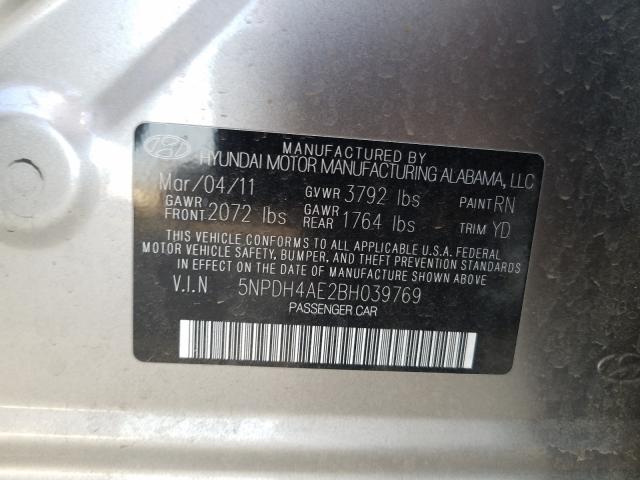 MANUFACTURED BY
HYUNDAI MOTOR MANUFACTURING ALABAMA, LLC
Mar/04/11 GVWR 3792 lbs PAINT RN
GAWR FRONT 2072 lbs GAWR REAR 1764 lbs TRIM YD
THIS VEHICLE CONFORMS TO ALL APPLICABLE U.S.A. FEDERAL
MOTOR VEHICLE SAFETY, BUMPER, AND THEFT PREVENTION STANDARDS
IN EFFECT ON THE DATE OF MANUFACTURE SHOWN ABOVE
V.I.N 5NPDH4AE2BH039769
PASSENGER CAR